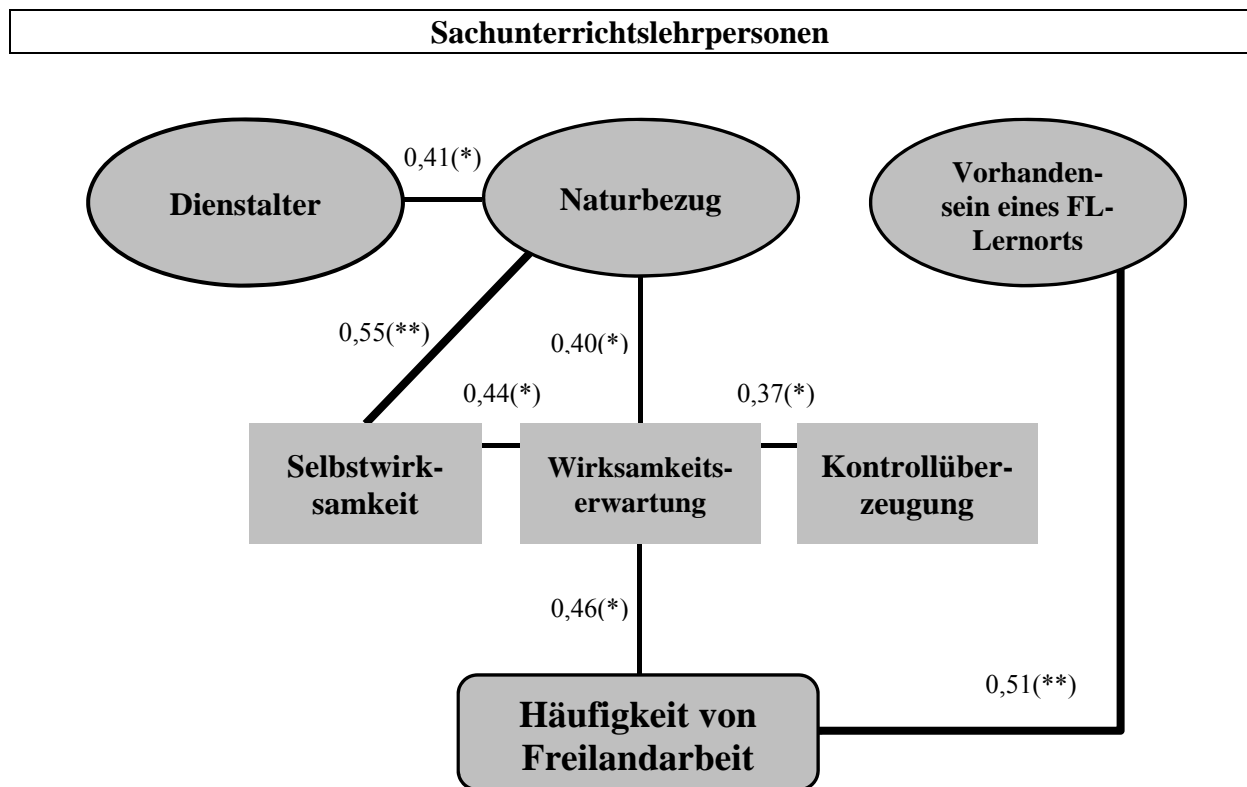 Sachunterrichtslehrpersonen
0,41(*)
Dienstalter
Naturbezug
Vorhanden-
sein eines FL-
Lernorts
0,55(**)
0,40(*)
0,44(*)
0,37(*)
Selbstwirk-
samkeit
Wirksamkeits-
erwartung
Kontrollüber-
zeugung
0,46(*)
0,51(**)
Häufigkeit von
Freilandarbeit